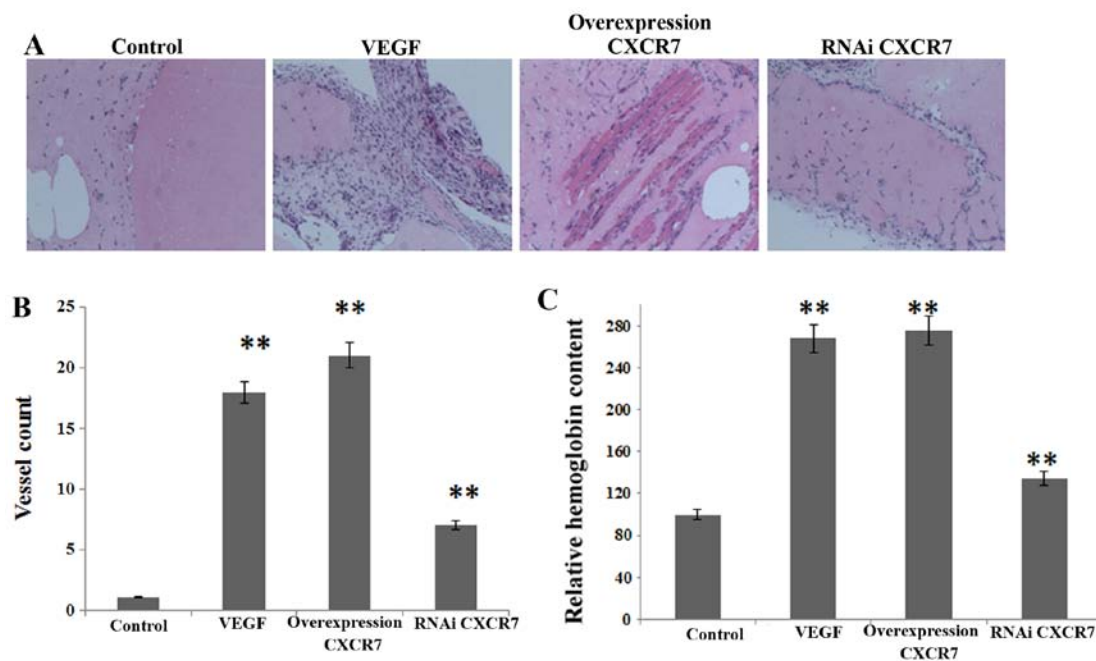 A
Control
VEGF
Overexpression
CXCR7
RNAi CXCR7
B
Vessel count
25
20
15
10
5
0
**
**
**
Control
VEGF
Overexpression
CXCR7
RNAi CXCR7
C
Relative hemoglobin content
280
240
200
160
120
80
40
0
**
**
**
Control
VEGF
Overexpression
CXCR7
RNAi CXCR7